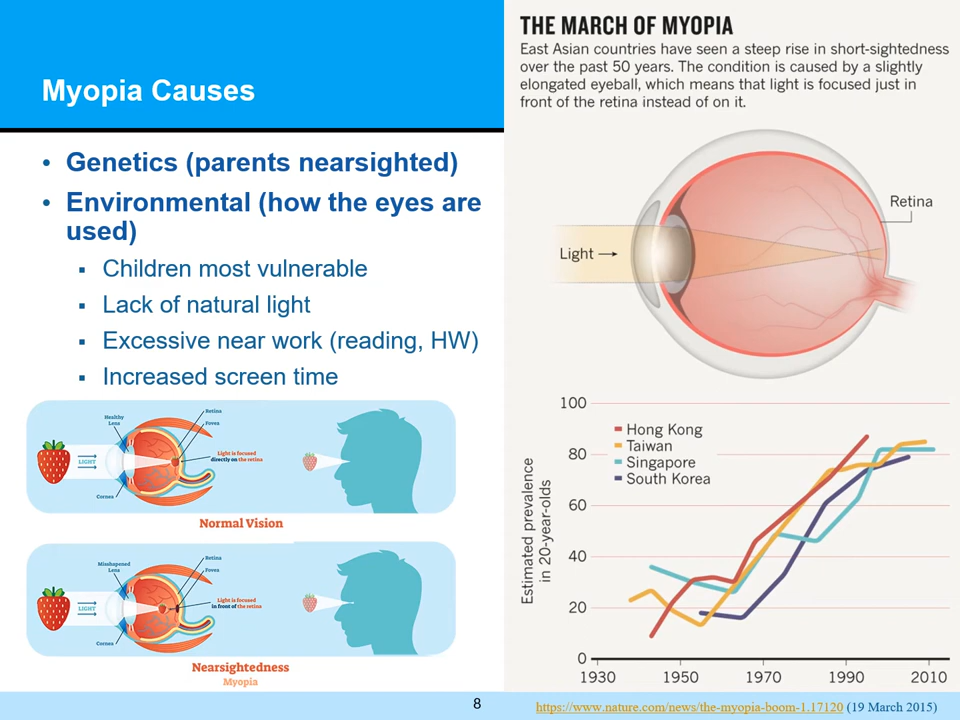 Myopia Causes
• Genetics (parents nearsighted)
• Environmental (how the eyes are
used)
▪ Children most vulnerable
▪ Lack of natural light
▪ Excessive near work (reading, HW)
▪ Increased screen time
Healthy
Lens
Retina
Fovea
LIGHT
Light is focused
directly on the retina
Cornea
Normal Vision
Misshapened
Lens
Retina
Fovea
LIGHT
Light is focused
in front of the retina
Cornea
Nearsightedness
Myopia
THE MARCH OF MYOPIA
East Asian countries have seen a steep rise in short-sightedness
over the past 50 years. The condition is caused by a slightly
elongated eyeball, which means that light is focused just in
front of the retina instead of on it.
Retina
Light
Estimated prevalence
in 20-year-olds
100
80
60
40
20
0
Hong Kong
Taiwan
Singapore
South Korea
1930 1950 1970 1990 2010
8
https://www.nature.com/news/the-myopia-boom-1.17120 (19 March 2015)